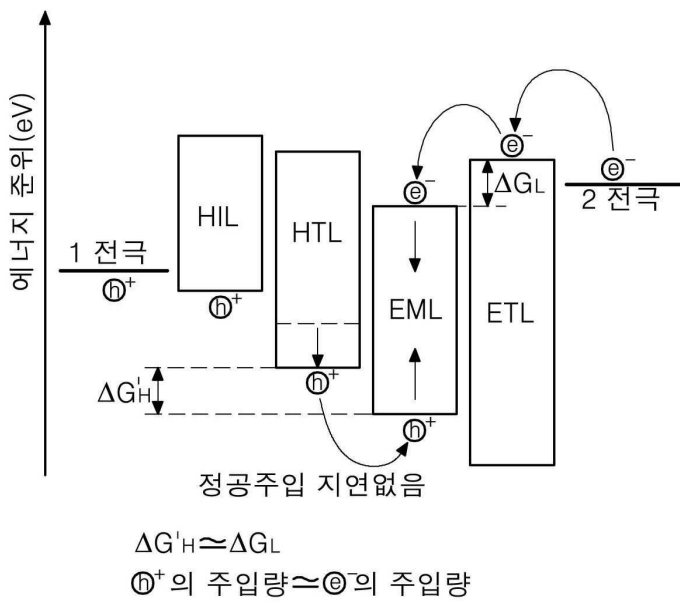 에너지 준위(eV)
1 전극
ⓗ⁺
HIL
ⓗ⁺
HTL
ⓗ⁺
ΔG'H
ⓔ⁻
EML
ⓗ⁺
ⓔ⁻
ΔGL
ETL
ⓔ⁻
2 전극
정공주입 지연없음
ΔG'H≃ΔGL
ⓗ⁺의 주입량≃ⓔ⁻의 주입량